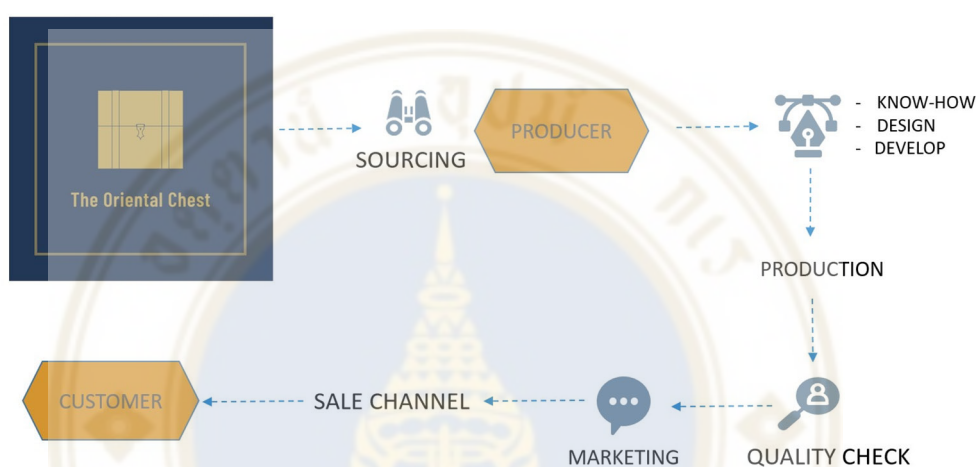 The Oriental Chest
SOURCING
PRODUCER
- KNOW-HOW
- DESIGN
- DEVELOP
PRODUCTION
QUALITY CHECK
MARKETING
SALE CHANNEL
CUSTOMER